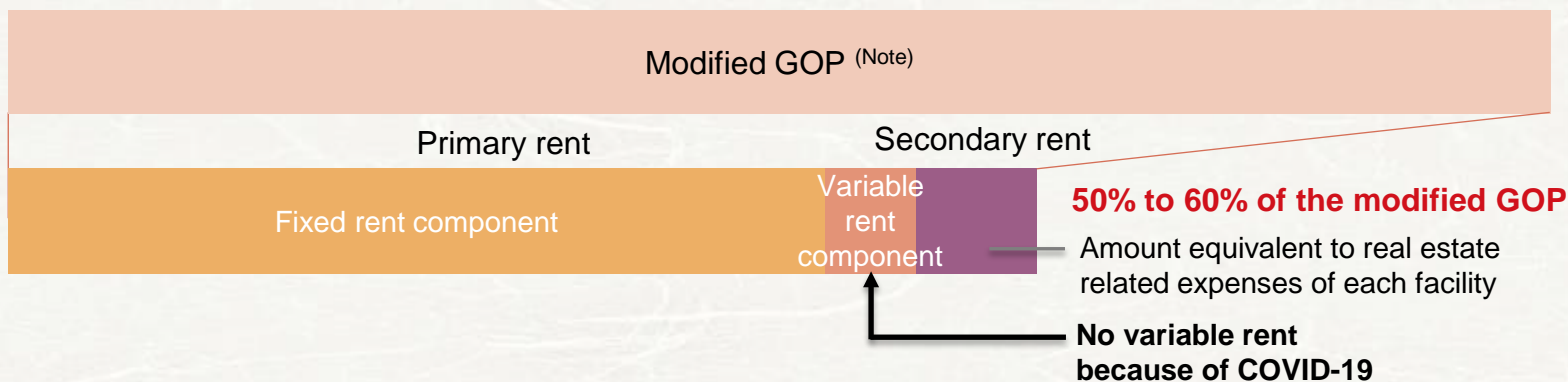 Modified GOP (Note)
Primary rent
Secondary rent
Fixed rent component
Variable
rent
component
50% to 60% of the modified GOP
Amount equivalent to real estate
related expenses of each facility
No variable rent
because of COVID-19